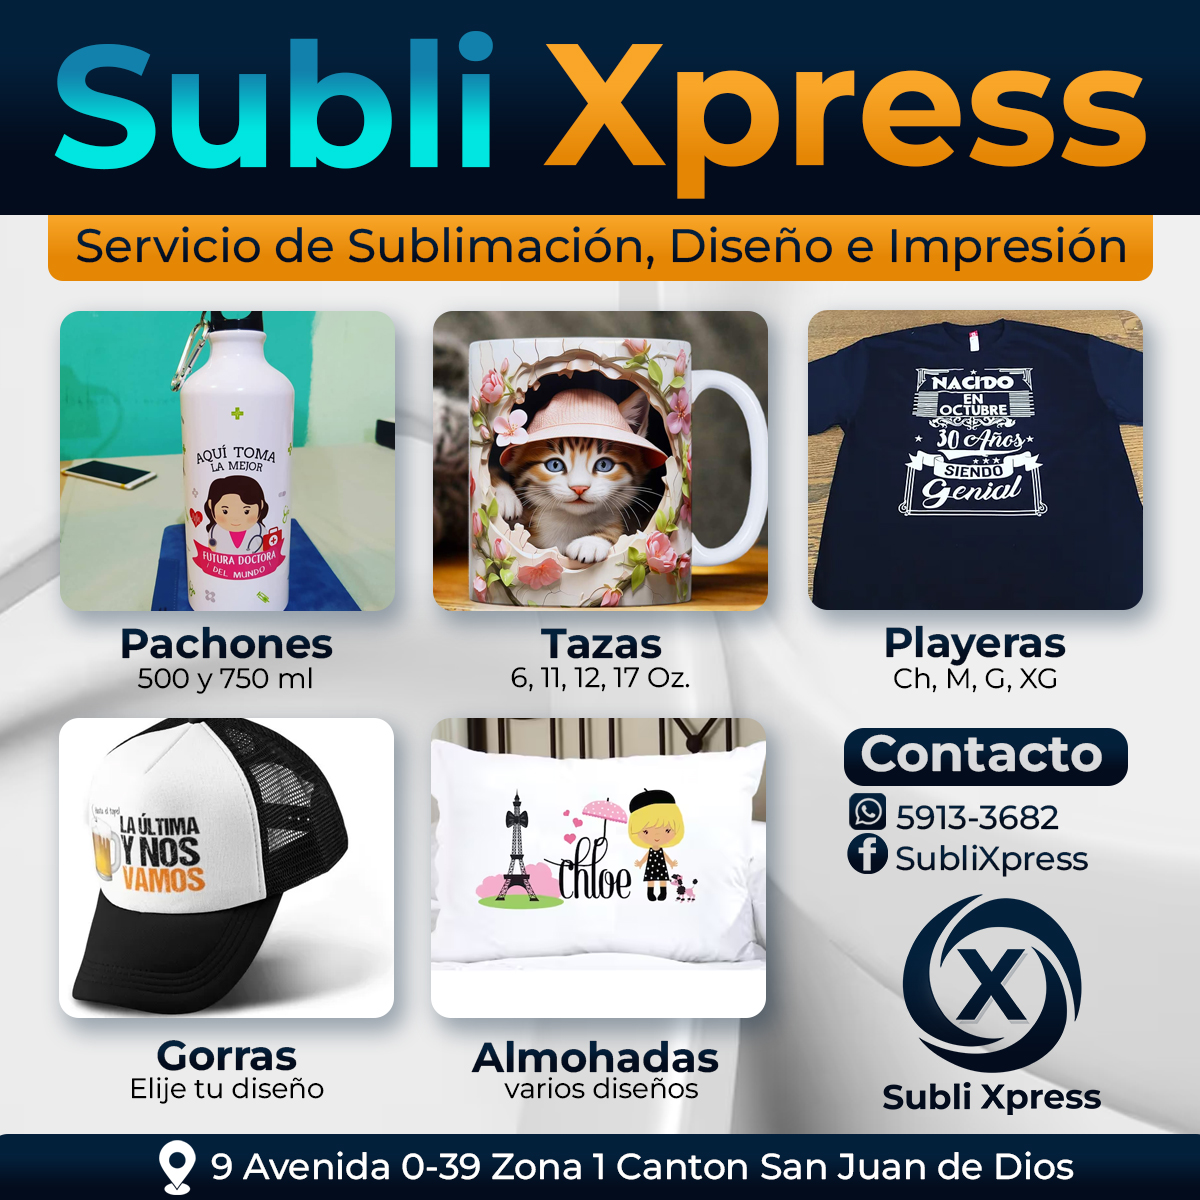 Subli Xpress
Servicio de Sublimación, Diseño e Impresión
AQUÍ TOMA
LA MEJOR
FUTURA DOCTORA
DEL MUNDO
NACIDO
EN
OCTUBRE
30 Años
SIENDO
Genial
Pachones
500 y 750 ml
Tazas
6, 11, 12, 17 Oz.
Playeras
Ch, M, G, XG
LA ÚLTIMA
Y NOS
VAMOS
chloe
Contacto
5913-3682
SubliXpress
X
Subli Xpress
Gorras
Elije tu diseño
Almohadas
varios diseños
9 Avenida 0-39 Zona 1 Canton San Juan de Dios